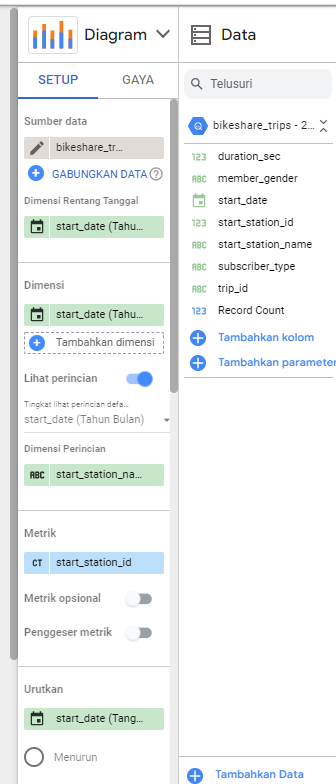 Diagram
SETUP
GAYA
Sumber data
bikeshare_tr...
GABUNGKAN DATA
Dimensi Rentang Tanggal
start_date (Tahu...
Dimensi
start_date (Tahu...
Tambahkan dimensi
Lihat perincian
Tingkat lihat perincian defa...
start_date (Tahun Bulan)
Dimensi Perincian
ABC start_station_na...
Metrik
CT start_station_id
Metrik opsional
Penggeser metrik
Urutkan
start_date (Tang...
Menurun
Data
Telusuri
bikeshare_trips - 2...
123 duration_sec
ABC member_gender
start_date
123 start_station_id
ABC start_station_name
ABC subscriber_type
ABC trip_id
123 Record Count
Tambahkan kolom
Tambahkan parameter
Tambahkan Data